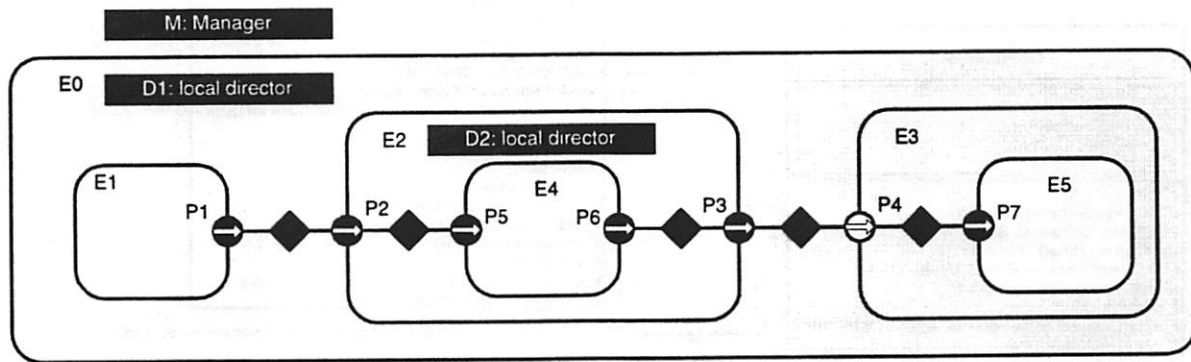 M: Manager
E0
D1: local director
E2
D2: local director
E3
E1
E4
E5
P1
P2
P5
P6
P3
P4
P7